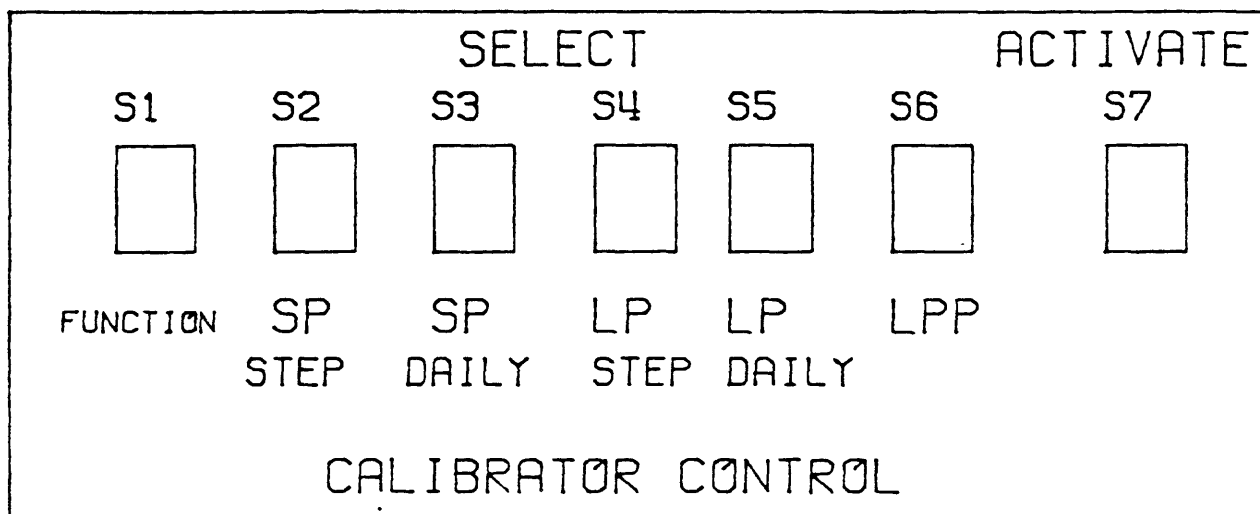 SELECT ACTIVATE
S1 S2 S3 S4 S5 S6 S7
FUNCTION SP SP LP LP LPP
STEP DAILY STEP DAILY
CALIBRATOR CONTROL